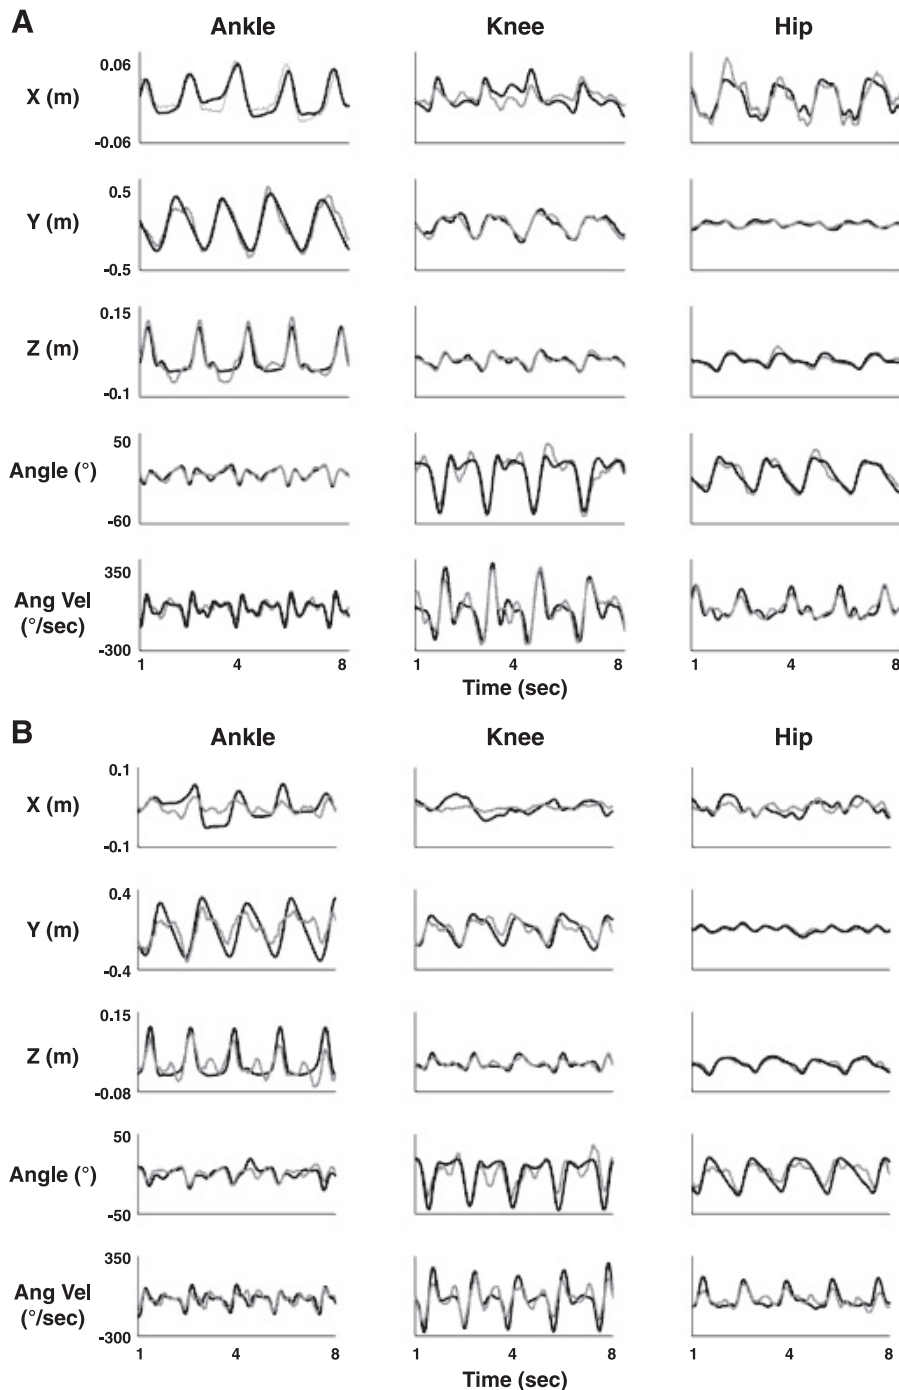 A
Ankle Knee Hip
X (m) 0.06 -0.06
Y (m) 0.5 -0.5
Z (m) 0.15 -0.1
Angle (°) 50 -60
Ang Vel (°/sec) 350 -300
1 4 8 1 4 8 1 4 8
Time (sec)
B
Ankle Knee Hip
X (m) 0.1 -0.1
Y (m) 0.4 -0.4
Z (m) 0.15 -0.08
Angle (°) 50 -50
Ang Vel (°/sec) 350 -300
1 4 8 1 4 8 1 4 8
Time (sec)